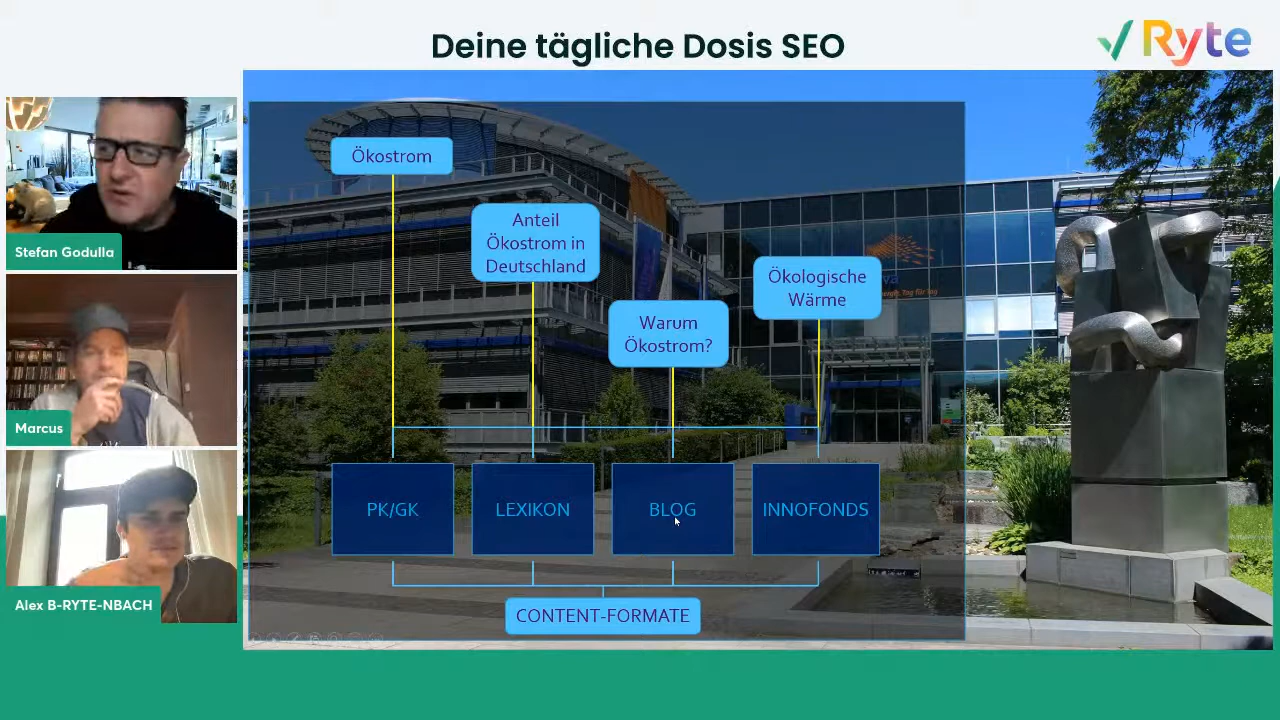 Deine tägliche Dosis SEO
Ryte
Stefan Godulla
Marcus
Alex B-RYTE-NBACH
Ökostrom
Anteil
Ökostrom in
Deutschland
Warum
Ökostrom?
Ökologische
Wärme
PK/GK
LEXIKON
BLOG
INNOFONDS
CONTENT-FORMATE